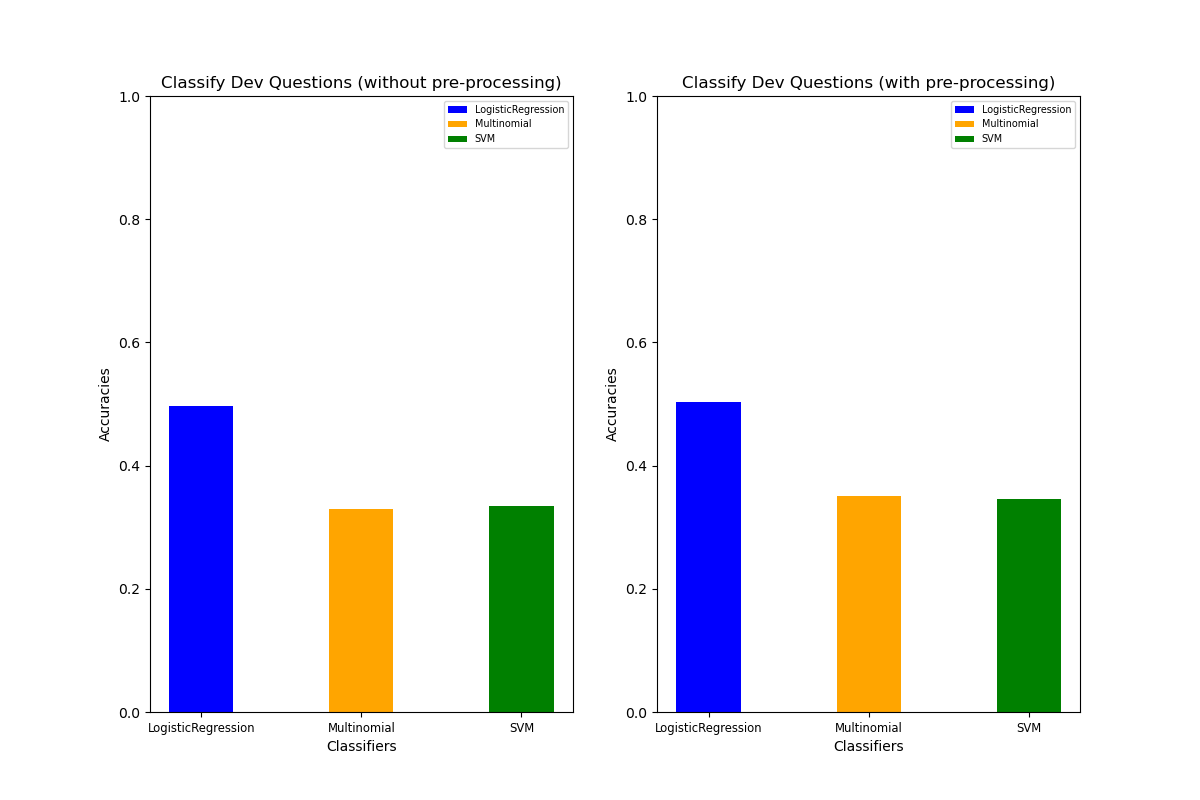 Classify Dev Questions (without pre-processing)
LogisticRegression
Multinomial
SVM
1.0
0.8
0.6
0.4
0.2
0.0
Accuracies
LogisticRegression
Multinomial
SVM
Classifiers
Classify Dev Questions (with pre-processing)
LogisticRegression
Multinomial
SVM
1.0
0.8
0.6
0.4
0.2
0.0
Accuracies
LogisticRegression
Multinomial
SVM
Classifiers